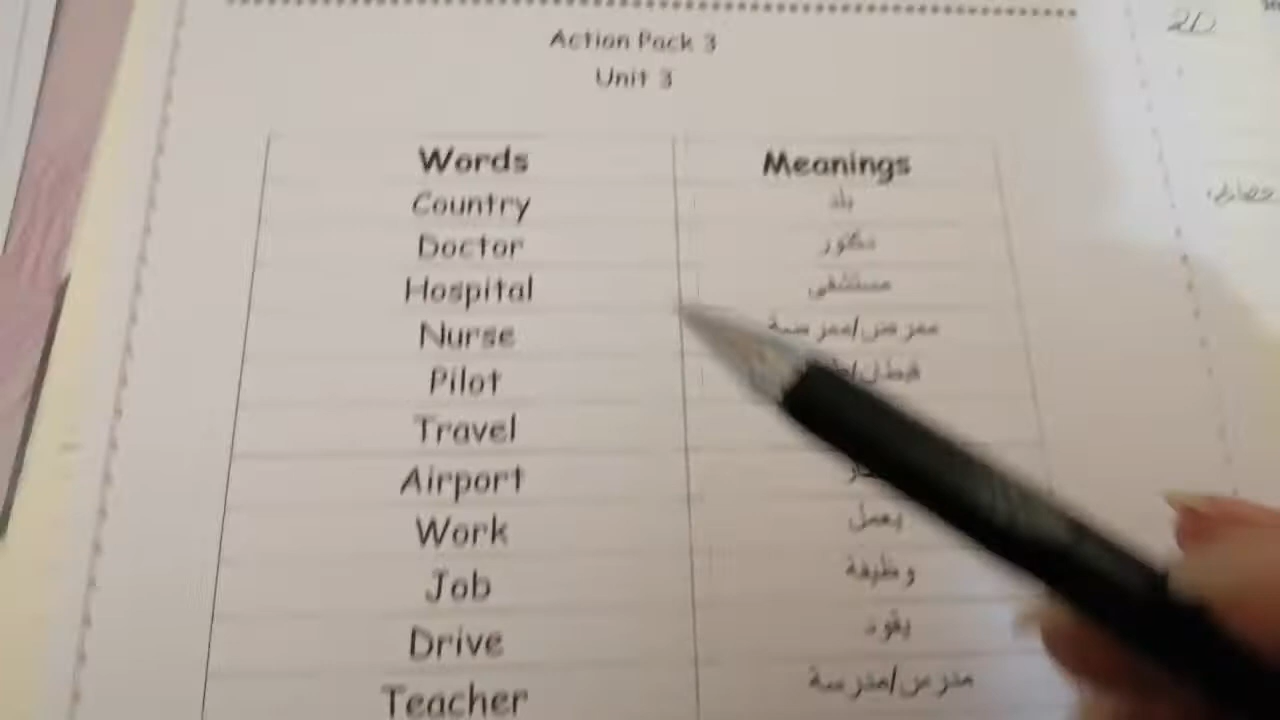 Action Pack 3
Unit 3
Words Meanings
Country بلد
Doctor دكتور
Hospital مستشفى
Nurse ممرض/ممرضة
Pilot
Travel
Airport
Work يعمل
Job وظيفة
Drive يقود
Teacher مدرس/مدرسة